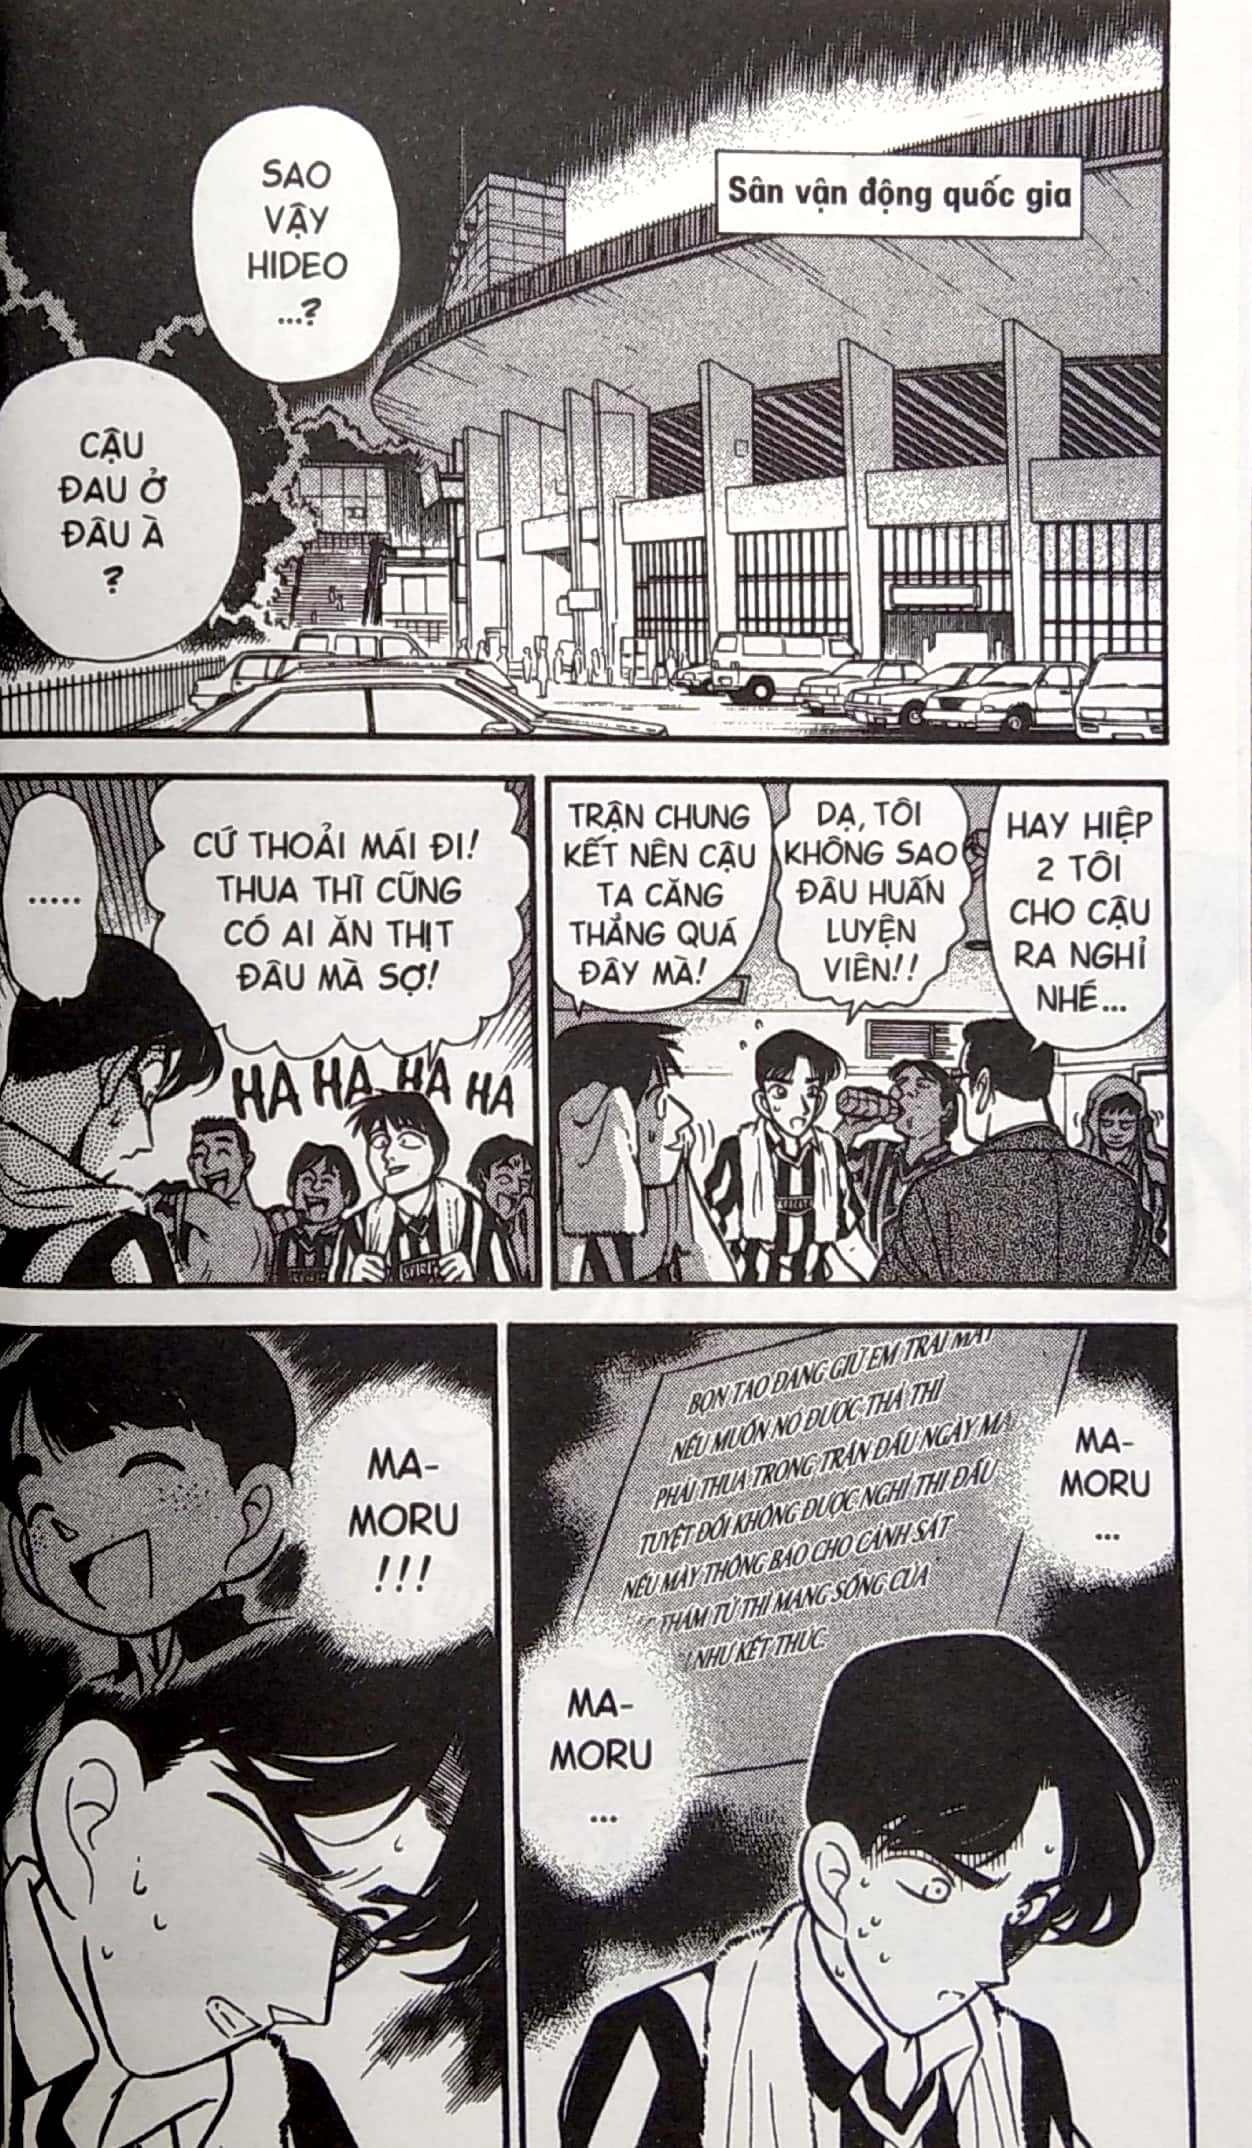 Sân vận động quốc gia
SAO
VẬY
HIDEO
...?
CẬU
ĐAU Ở
ĐÂU À
?
HAY HIỆP
2 TÔI
CHO CẬU
RA NGHỈ
NHÉ...
DẠ, TÔI
KHÔNG SAO
ĐÂU HUẤN
LUYỆN
VIÊN!!
TRẬN CHUNG
KẾT NÊN CẬU
TA CĂNG
THẲNG QUÁ
ĐẤY MÀ!
CỨ THOẢI MÁI ĐI!
THUA THÌ CŨNG
CÓ AI ĂN THỊT
ĐÂU MÀ SỢ!
.....
HA HA HA HA
SPIRIT
BỌN TAO ĐANG GIỮ EM TRAI MÀY
NẾU MUỐN NÓ ĐƯỢC THẢ THÌ
PHẢI THUA TRONG TRẬN ĐẤU NGÀY MAI
TUYỆT ĐỐI KHÔNG ĐƯỢC NGHỈ THI ĐẤU
NẾU MÀY THÔNG BÁO CHO CẢNH SÁT
THÁM TỬ THÌ MẠNG SỐNG CỦA
NHƯ KẾT THÚC.
MA-
MORU
...
MA-
MORU
...
MA-
MORU
!!!